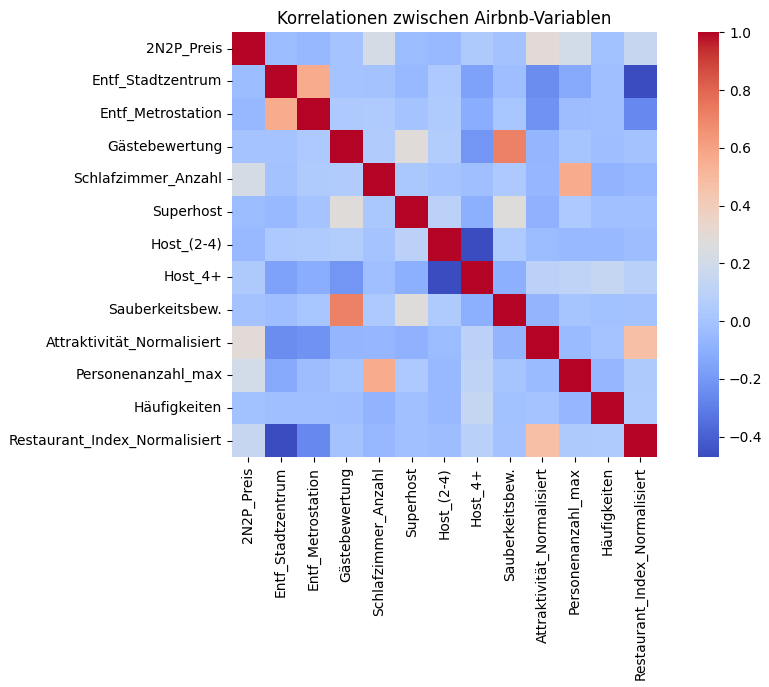 Korrelationen zwischen Airbnb-Variablen
2N2P_Preis
Entf_Stadtzentrum
Entf_Metrostation
Gästebewertung
Schlafzimmer_Anzahl
Superhost
Host_(2-4)
Host_4+
Sauberkeitsbew.
Attraktivität_Normalisiert
Personenanzahl_max
Häufigkeiten
Restaurant_Index_Normalisiert
2N2P_Preis
Entf_Stadtzentrum
Entf_Metrostation
Gästebewertung
Schlafzimmer_Anzahl
Superhost
Host_(2-4)
Host_4+
Sauberkeitsbew.
Attraktivität_Normalisiert
Personenanzahl_max
Häufigkeiten
Restaurant_Index_Normalisiert
1.0
0.8
0.6
0.4
0.2
0.0
−0.2
−0.4